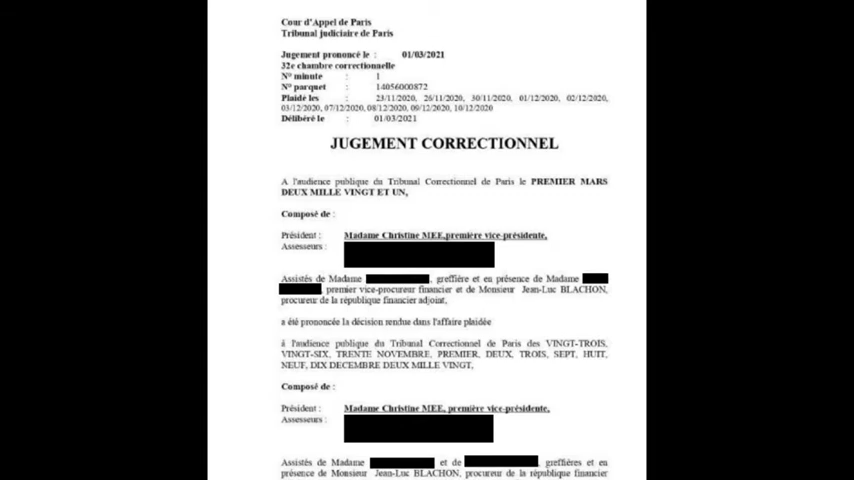 Cour d'Appel de Paris
Tribunal judiciaire de Paris
Jugement prononcé le : 01/03/2021
32e chambre correctionnelle
N° minute : 1
N° parquet : 14056000872
Plaidé les : 23/11/2020, 26/11/2020, 30/11/2020, 01/12/2020, 02/12/2020,
03/12/2020, 07/12/2020, 08/12/2020, 09/12/2020, 10/12/2020
Délibéré le : 01/03/2021
JUGEMENT CORRECTIONNEL
A l'audience publique du Tribunal Correctionnel de Paris le PREMIER MARS
DEUX MILLE VINGT ET UN,
Composé de :
Président : Madame Christine MEE,première vice-présidente,
Assesseurs :
Assistés de Madame , greffière et en présence de Madame
, premier vice-procureur financier et de Monsieur Jean-Luc BLACHON,
procureur de la république financier adjoint,
a été prononcée la décision rendue dans l'affaire plaidée
à l'audience publique du Tribunal Correctionnel de Paris des VINGT-TROIS,
VINGT-SIX, TRENTE NOVEMBRE, PREMIER, DEUX, TROIS, SEPT, HUIT,
NEUF, DIX DECEMBRE DEUX MILLE VINGT,
Composé de :
Président : Madame Christine MEE, première vice-présidente,
Assesseurs :
Assistés de Madame et de , greffières et en
présence de Monsieur Jean-Luc BLACHON, procureur de la république financier